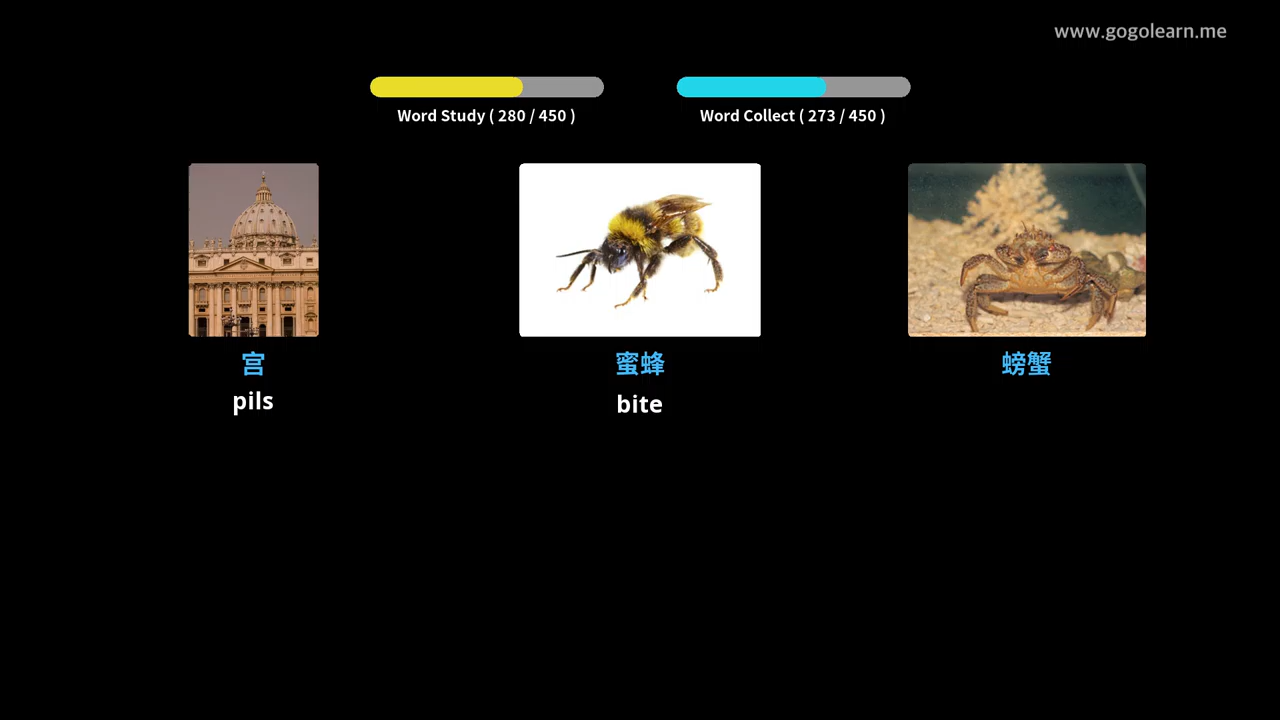 www.gogolearn.me
Word Study ( 280 / 450 )
Word Collect ( 273 / 450 )
宫
蜜蜂
螃蟹
pils
bite